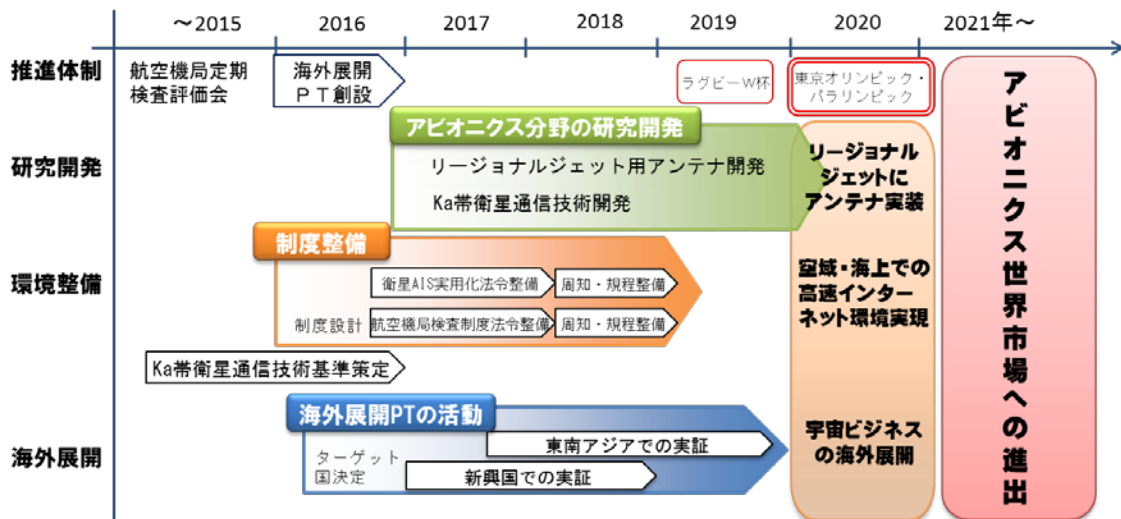 ～2015
2016
2017
2018
2019
2020
2021年～
推進体制
航空機局定期
検査評価会
海外展開
ＰＴ創設
ラグビーW杯
東京オリンピック・
パラリンピック
アビオニクス分野の研究開発
研究開発
リージョナルジェット用アンテナ開発
Ka帯衛星通信技術開発
リージョナル
ジェットに
アンテナ実装
制度整備
環境整備
衛星AIS実用化法令整備
周知・規程整備
制度設計
航空機局検査制度法令整備
周知・規程整備
Ka帯衛星通信技術基準策定
空域・海上での
高速インター
ネット環境実現
海外展開PTの活動
海外展開
ターゲット
国決定
東南アジアでの実証
新興国での実証
宇宙ビジネス
の海外展開
アビオニクス世界市場への進出